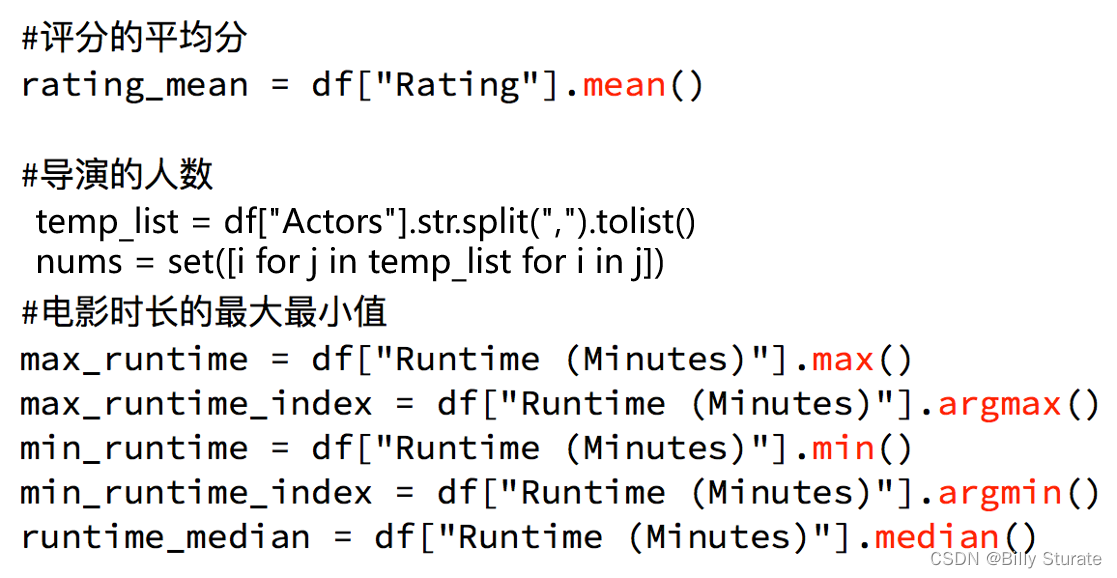 #评分的平均分
rating_mean = df["Rating"].mean()
#导演的人数
temp_list = df["Actors"].str.split(",").tolist()
nums = set([i for j in temp_list for i in j])
#电影时长的最大最小值
max_runtime = df["Runtime (Minutes)"].max()
max_runtime_index = df["Runtime (Minutes)"].argmax()
min_runtime = df["Runtime (Minutes)"].min()
min_runtime_index = df["Runtime (Minutes)"].argmin()
runtime_median = df["Runtime (Minutes)"].median()
CSDN @Billy Sturate